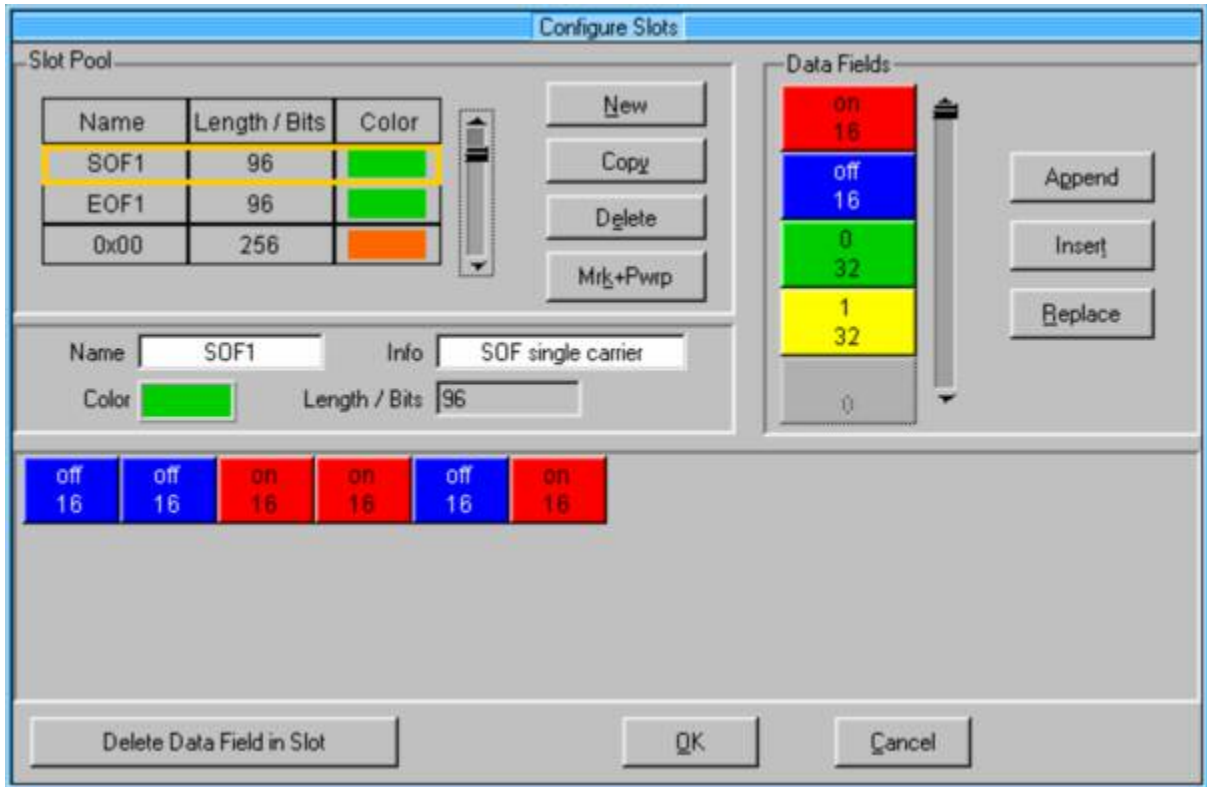 Configure Slots
Slot Pool
Name Length / Bits Color
SOF1 96
EOF1 96
0x00 256
New
Copy
Delete
Mrk+Pwrp
Name SOF1 Info SOF single carrier
Color Length / Bits 96
Data Fields
on
16
off
16
0
32
1
32
0
Append
Insert
Replace
off off on on off on
16 16 16 16 16 16
Delete Data Field in Slot OK Cancel